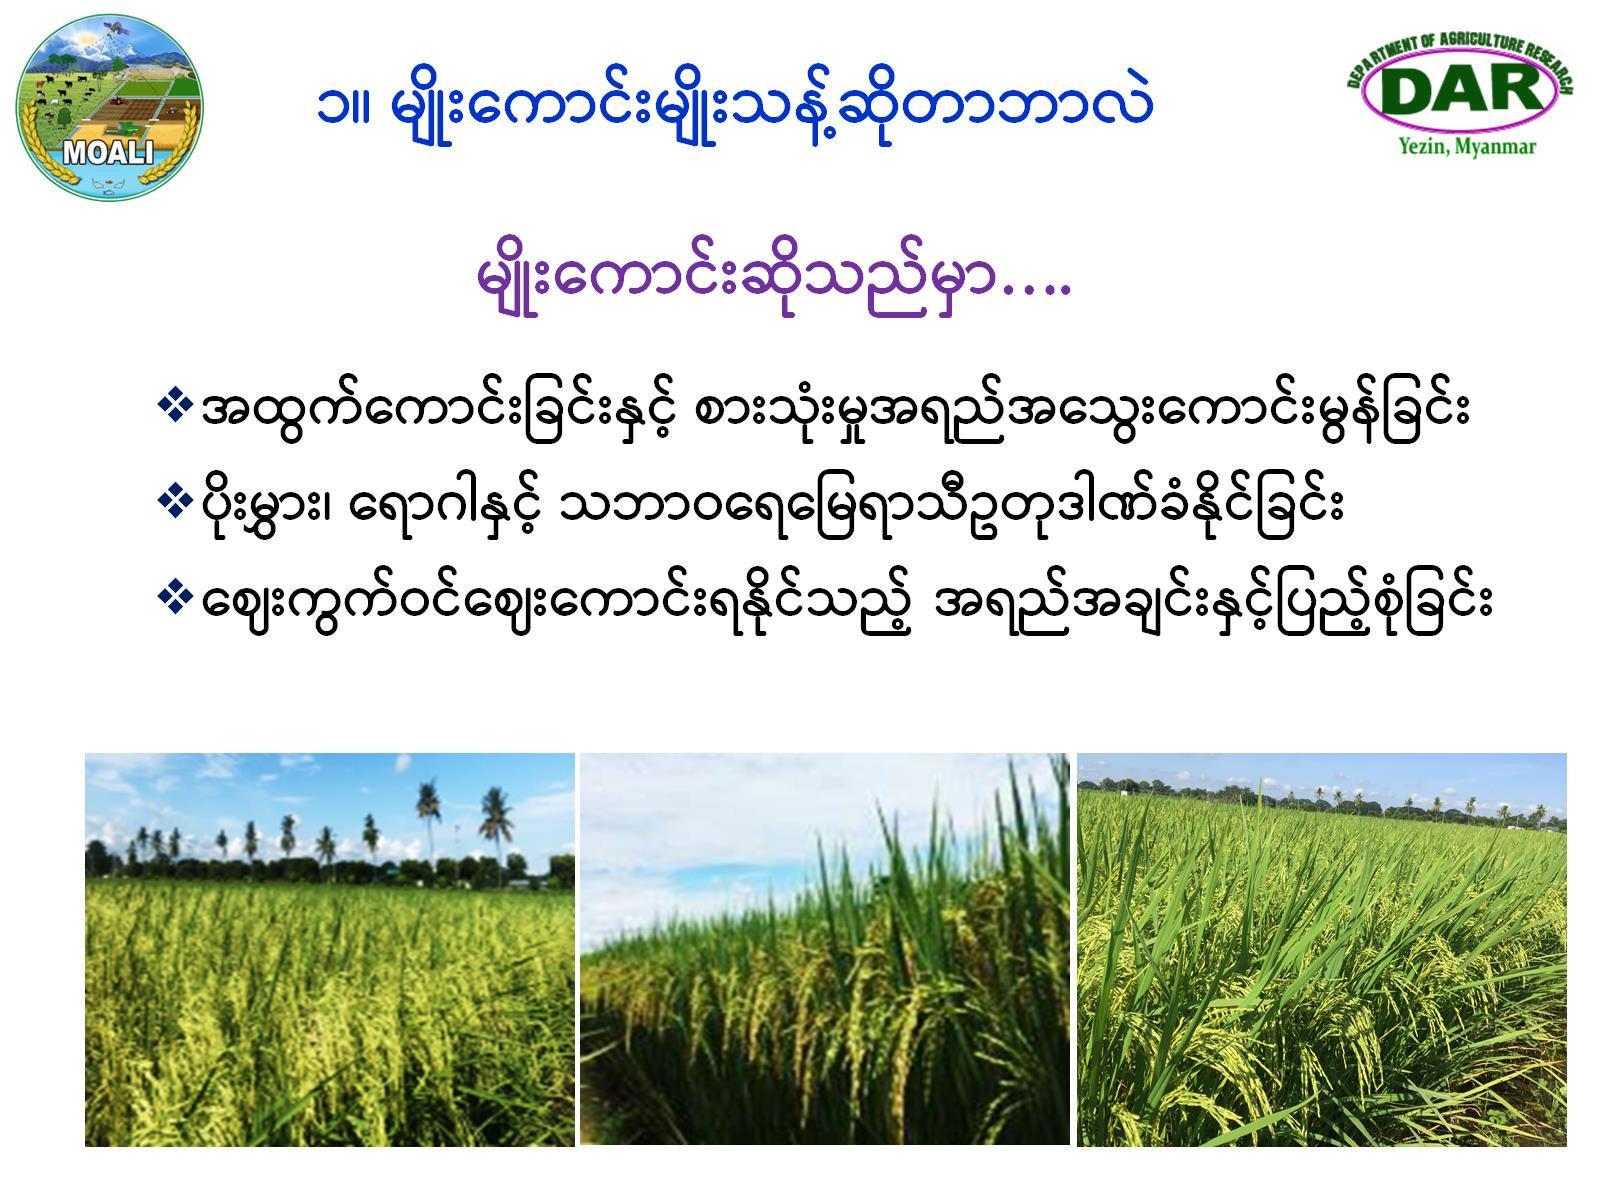 MOALI
၁။ မျိုးကောင်းမျိုးသန့်ဆိုတာဘာလဲ
DEPARTMENT OF AGRICULTURE RESEARCH
DAR
Yezin, Myanmar
မျိုးကောင်းဆိုသည်မှာ….
❖အထွက်ကောင်းခြင်းနှင့် စားသုံးမှုအရည်အသွေးကောင်းမွန်ခြင်း
❖ပိုးမွှား၊ ရောဂါနှင့် သဘာဝရေမြေရာသီဥတုဒါဏ်ခံနိုင်ခြင်း
❖ဈေးကွက်ဝင်ဈေးကောင်းရနိုင်သည့် အရည်အချင်းနှင့်ပြည့်စုံခြင်း